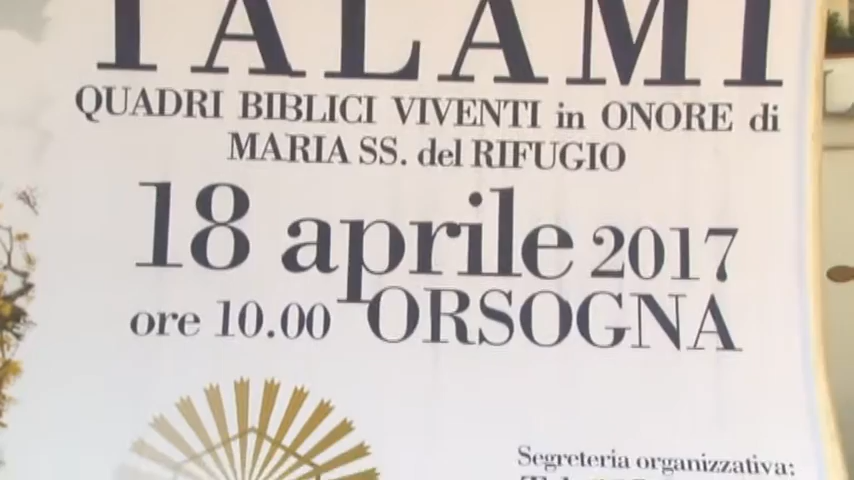 TALAMI
QUADRI BIBLICI VIVENTI in ONORE di
MARIA SS. del RIFUGIO
18 aprile 2017
ore 10.00 ORSOGNA
Segreteria organizzativa: